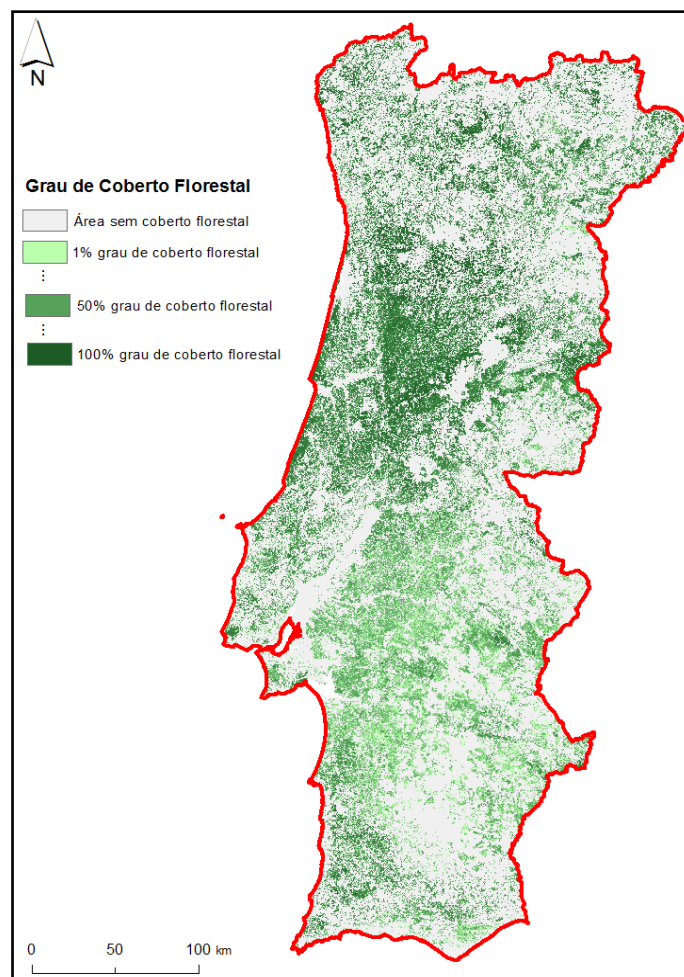 N
Grau de Coberto Florestal
Área sem coberto florestal
1% grau de coberto florestal
...
50% grau de coberto florestal
...
100% grau de coberto florestal
0 50 100 km